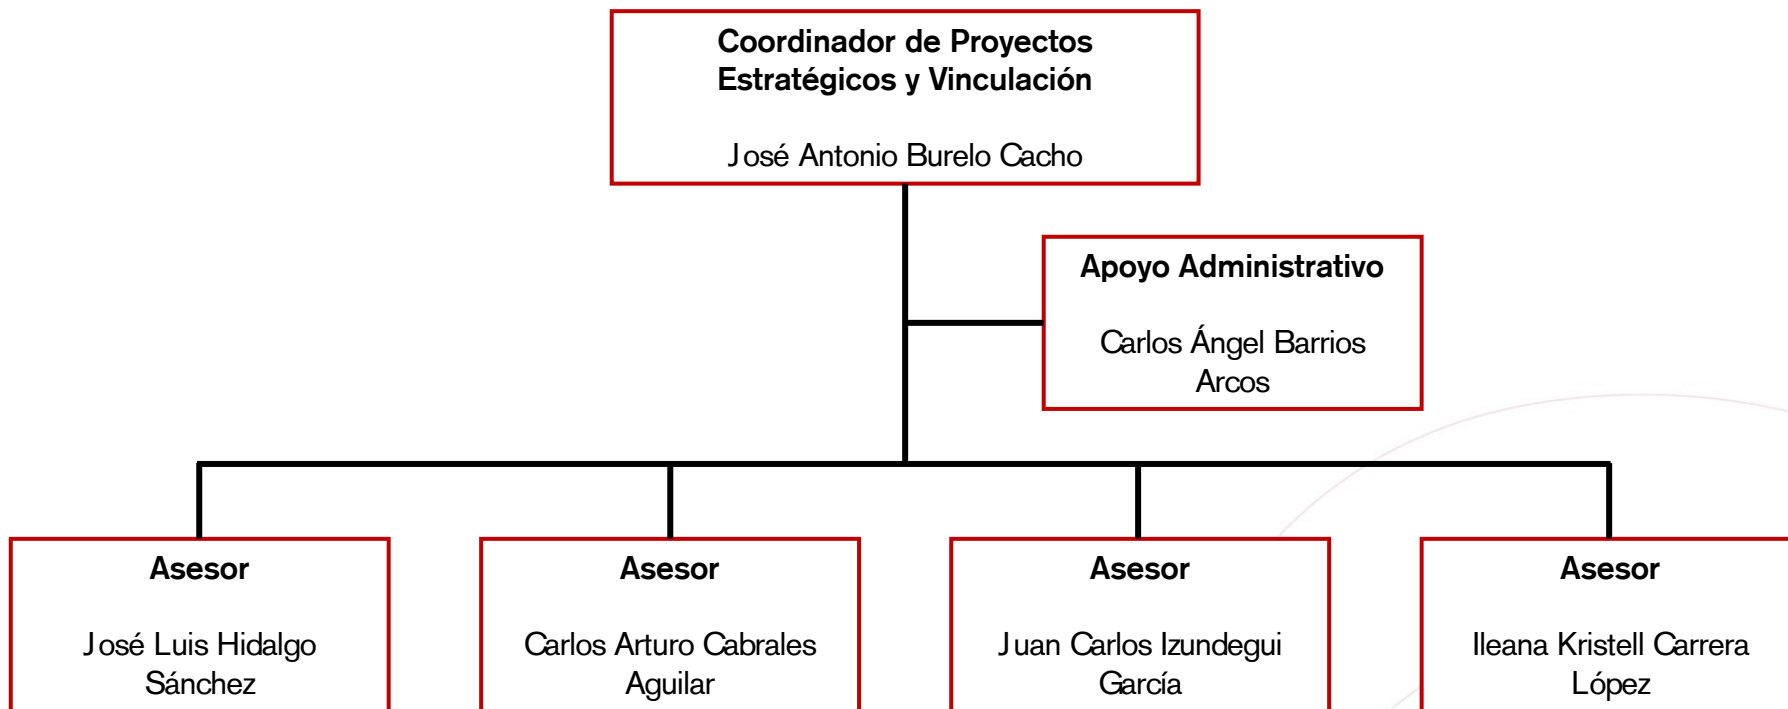 Coordinador de Proyectos
Estratégicos y Vinculación
José Antonio Burelo Cacho
Apoyo Administrativo
Carlos Ángel Barrios
Arcos
Asesor
José Luis Hidalgo
Sánchez
Asesor
Carlos Arturo Cabrales
Aguilar
Asesor
Juan Carlos Izundegui
García
Asesor
Ileana Kristell Carrera
López